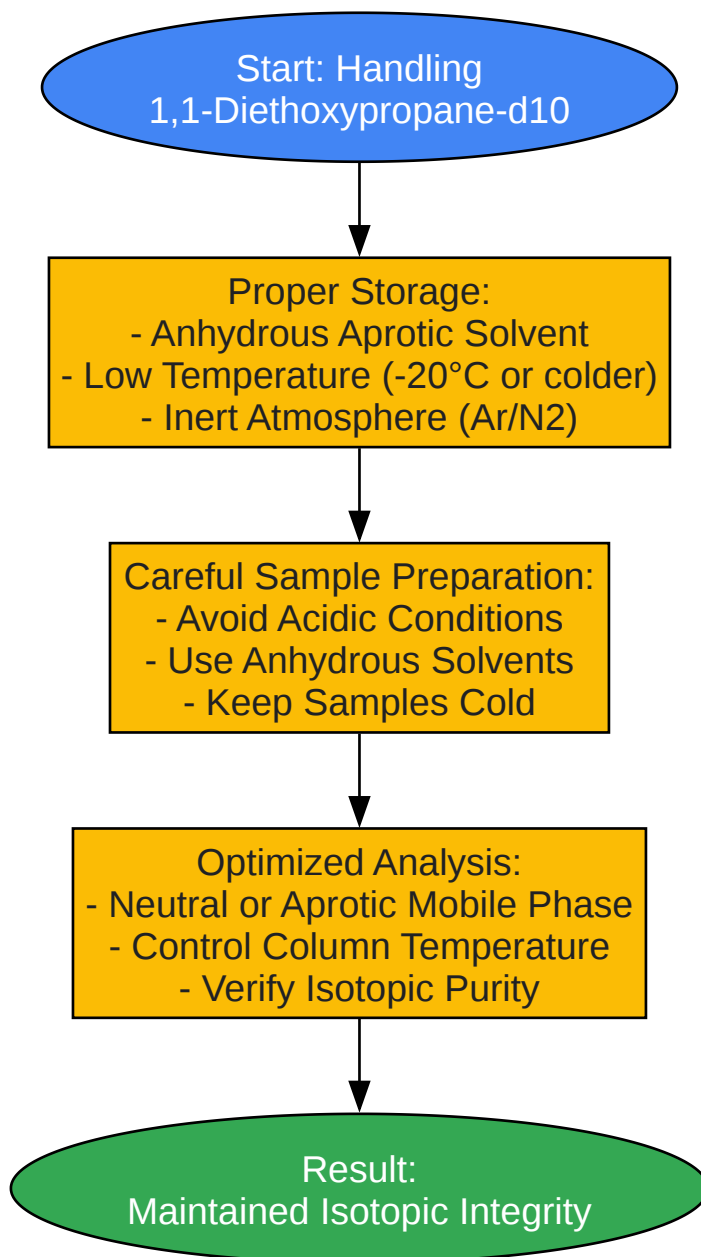 Start: Handling
1,1-Diethoxypropane-d10
Proper Storage:
- Anhydrous Aprotic Solvent
- Low Temperature (-20°C or colder)
- Inert Atmosphere (Ar/N2)
Careful Sample Preparation:
- Avoid Acidic Conditions
- Use Anhydrous Solvents
- Keep Samples Cold
Optimized Analysis:
- Neutral or Aprotic Mobile Phase
- Control Column Temperature
- Verify Isotopic Purity
Result:
Maintained Isotopic Integrity